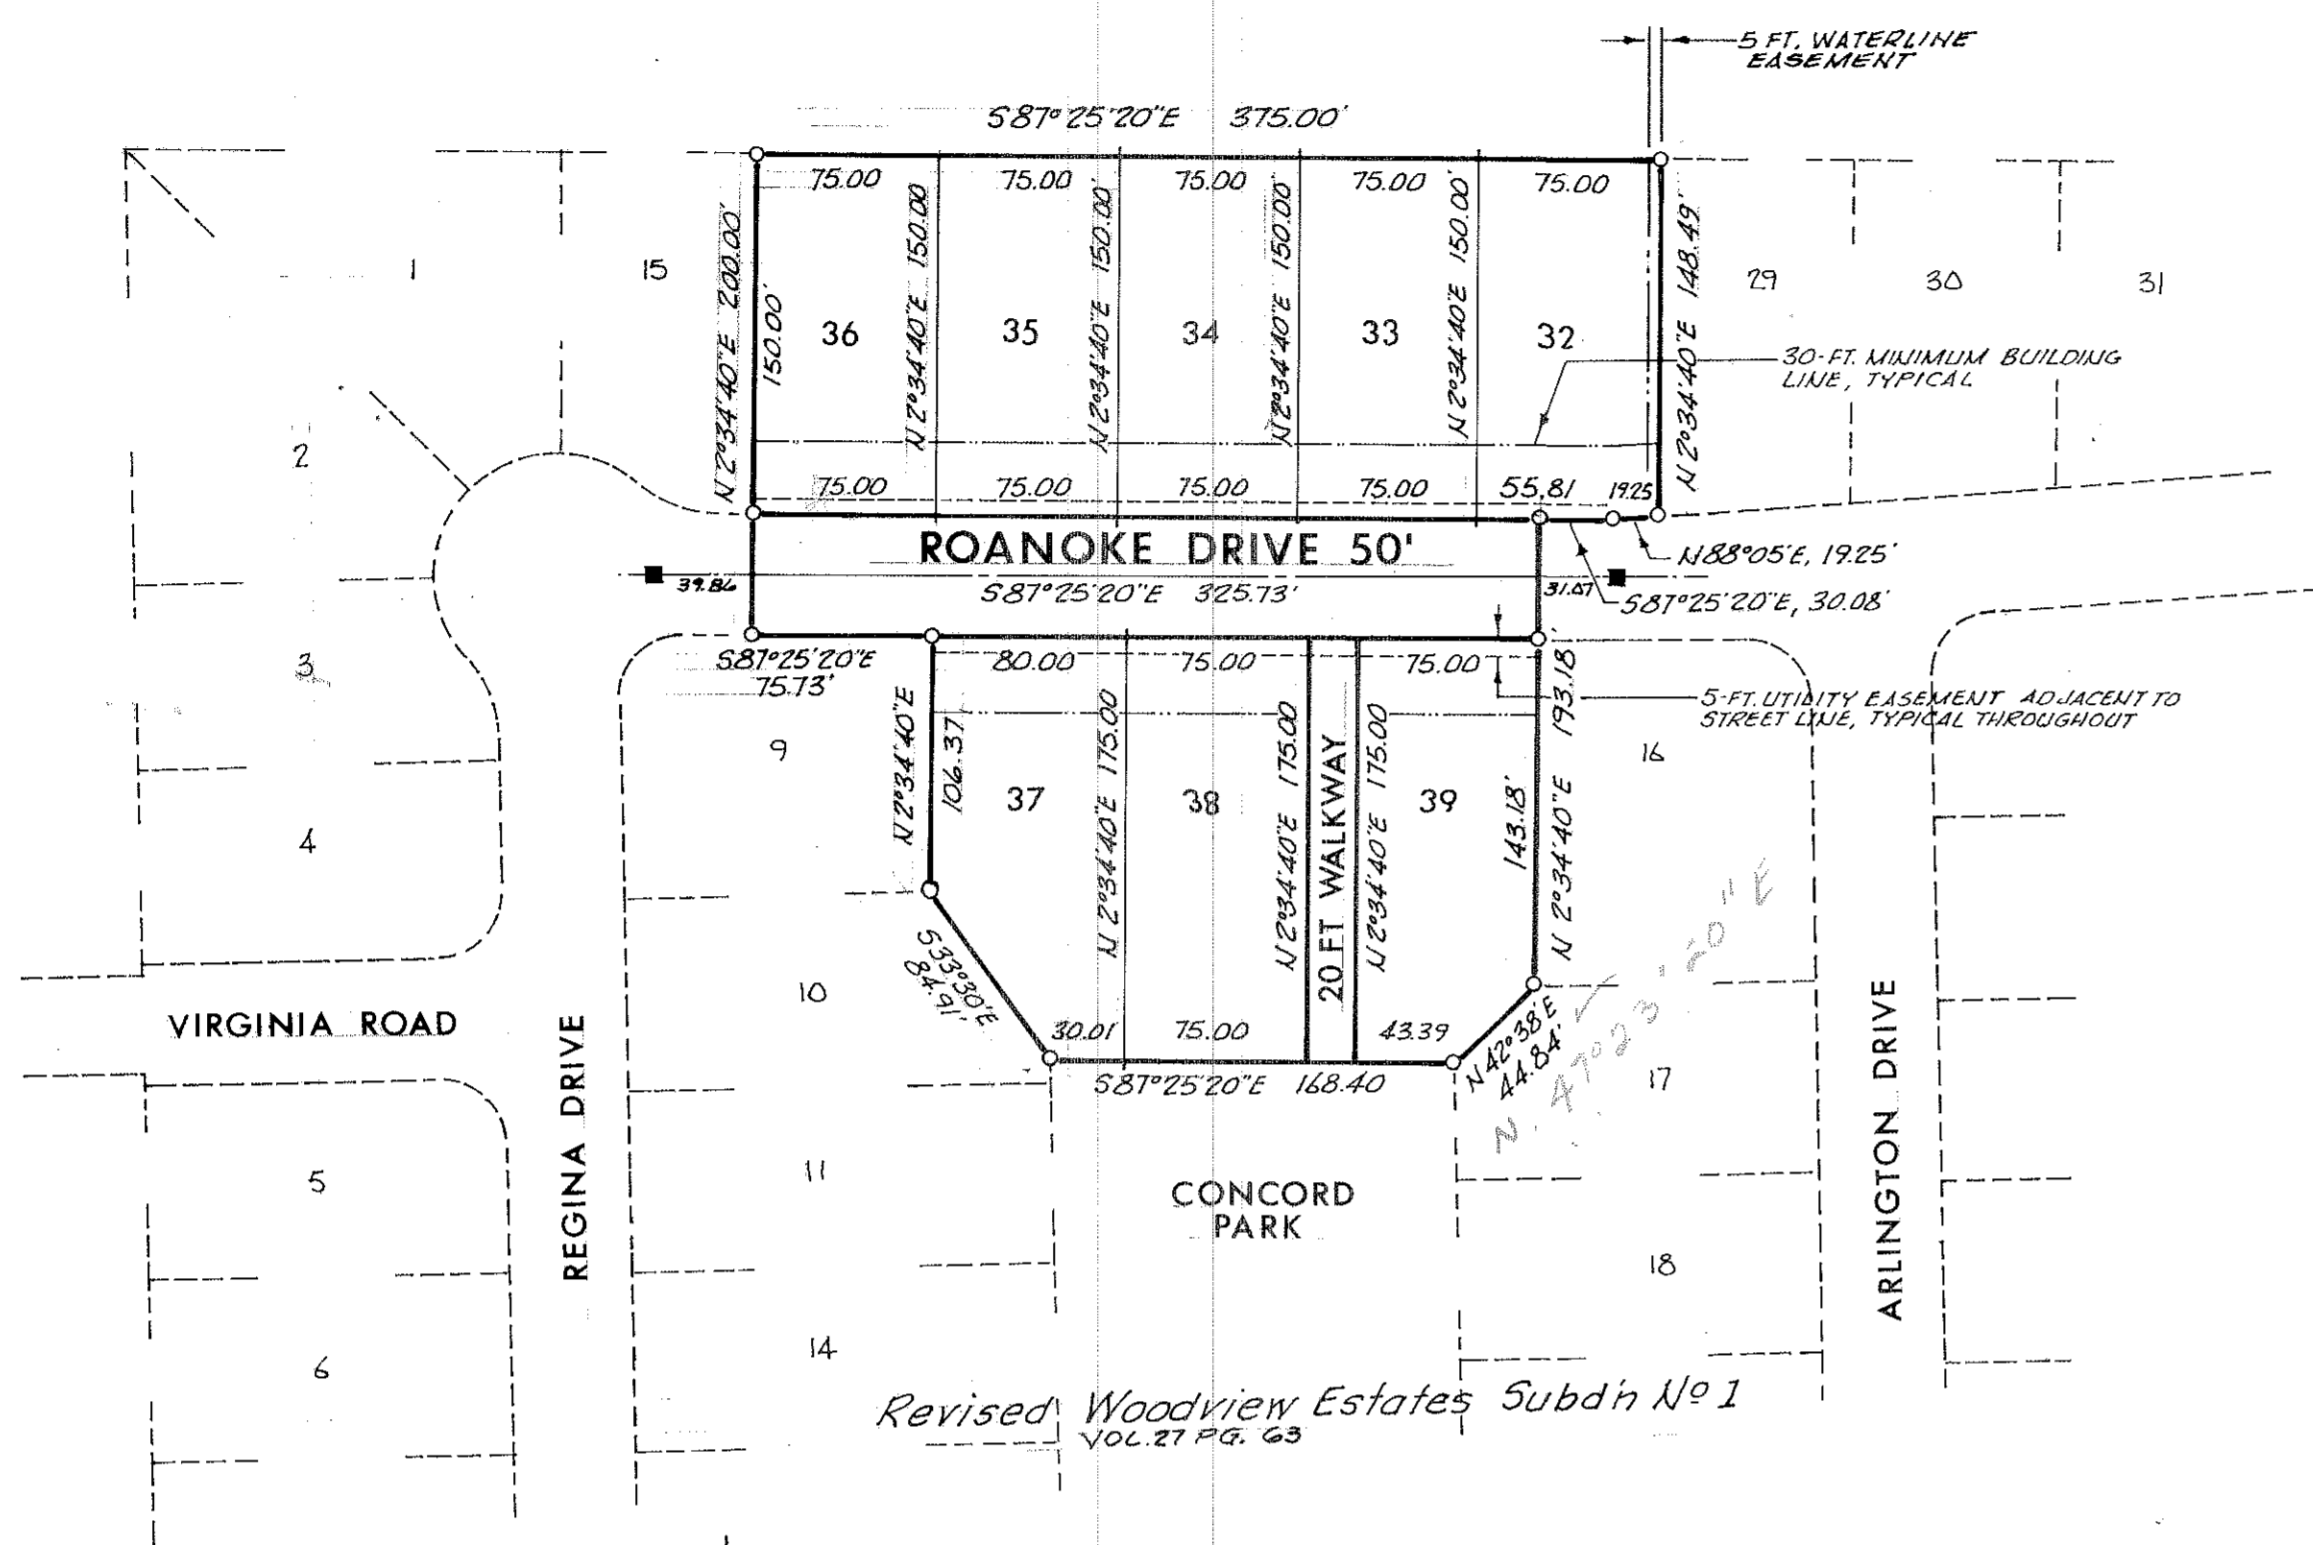 5 FT. WATERLINE
EASEMENT
S87°25'20"E 375.00'
75.00 75.00 75.00 75.00 75.00
N2°34'40"E 200.00'
150.00'
N2°34'40"E 150.00
N2°34'40"E 150.00'
N2°34'40"E 150.00'
N2°34'40"E 150.00'
N2°34'40"E 148.49'
1
15
36
35
34
33
32
29
30
31
30-FT. MINIMUM BUILDING
LINE, TYPICAL
2
75.00 75.00 75.00 75.00 55.81 19.25
ROANOKE DRIVE 50'
N88°05'E, 19.25'
39.86
S87°25'20"E 325.73'
31.07
S87°25'20"E, 30.08'
3
S87°25'20"E
75.73'
80.00 75.00 75.00
5-FT. UTILITY EASEMENT ADJACENT TO
STREET LINE, TYPICAL THROUGHOUT
9
N2°34'40"E
106.37
37
N2°34'40"E 175.00
38
N2°34'40"E 175.00
20 FT WALKWAY
N2°34'40"E 175.00
39
143.18'
N 2°34'40"E 193.18'
16
4
S33°30'E
84.91'
10
30.01 75.00 43.39
N42°38'E
44.84'
N. 47°23'20"E
VIRGINIA ROAD
S87°25'20"E 168.40
17
REGINA DRIVE
ARLINGTON DRIVE
5
11
CONCORD
PARK
18
6
14
Revised Woodview Estates Subd'n Nº 1
VOL.27 PG. 63